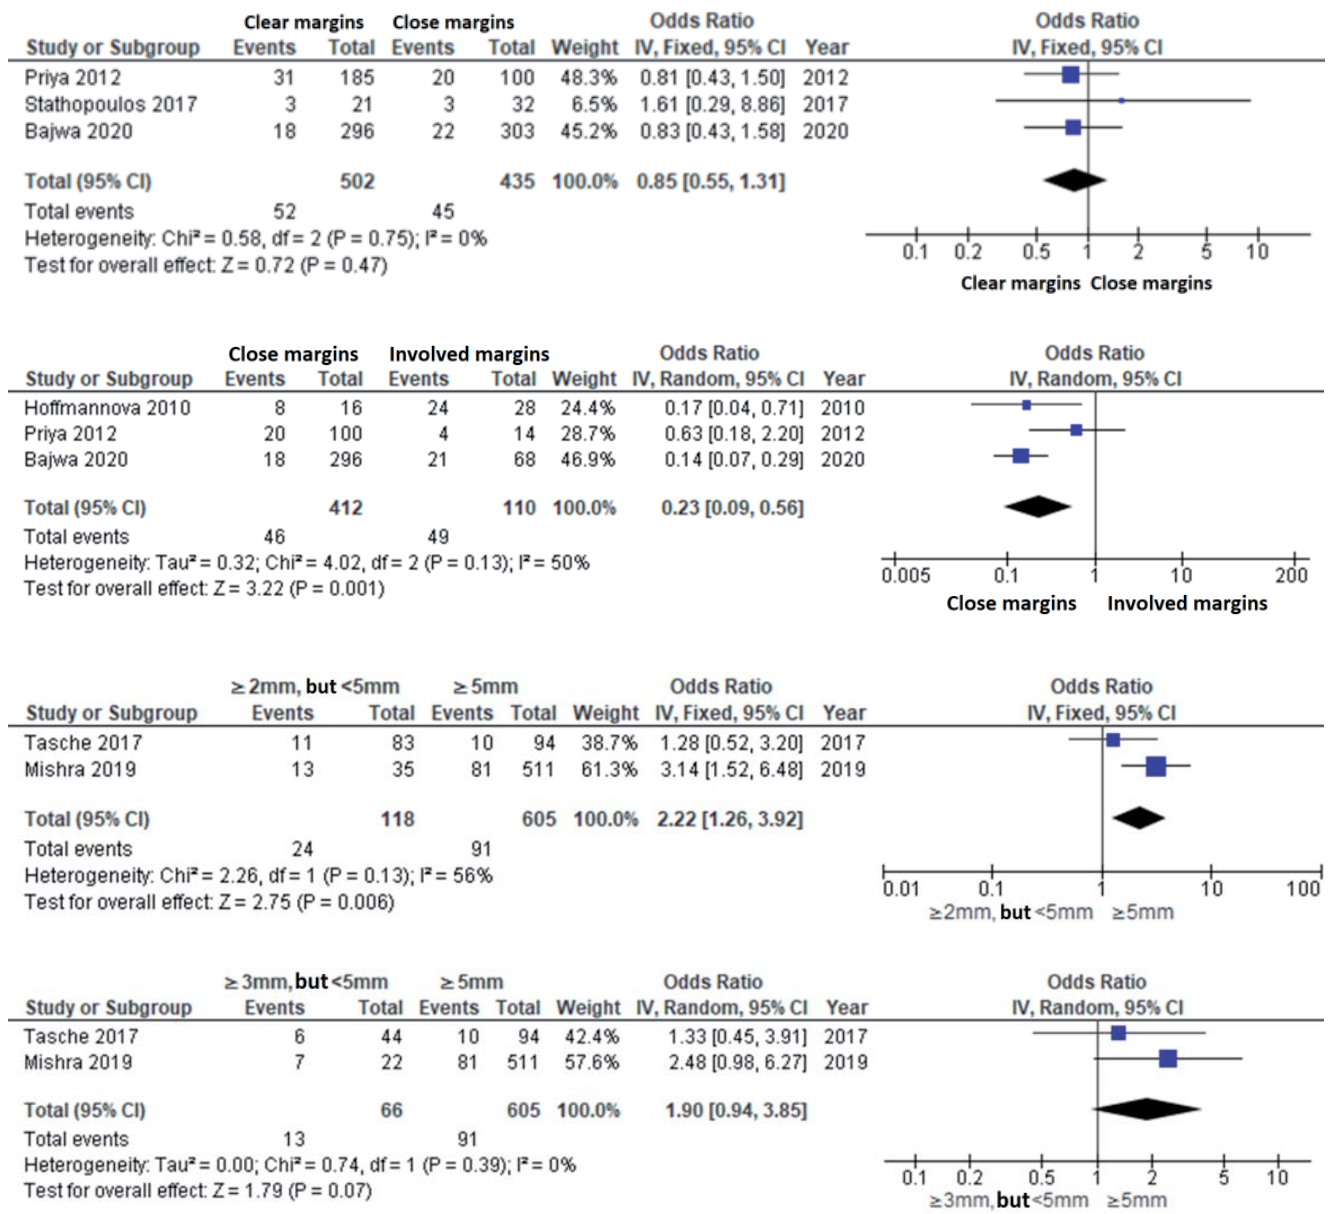 Clear margins Close margins Odds Ratio Odds Ratio
Study or Subgroup Events Total Events Total Weight IV, Fixed, 95% CI Year IV, Fixed, 95% CI
Priya 2012 31 185 20 100 48.3% 0.81 [0.43, 1.50] 2012
Stathopoulos 2017 3 21 3 32 6.5% 1.61 [0.29, 8.86] 2017
Bajwa 2020 18 296 22 303 45.2% 0.83 [0.43, 1.58] 2020
Total (95% CI) 502 435 100.0% 0.85 [0.55, 1.31]
Total events 52 45
Heterogeneity: Chi² = 0.58, df = 2 (P = 0.75); I² = 0%
Test for overall effect: Z = 0.72 (P = 0.47)
0.1 0.2 0.5 1 2 5 10
Clear margins Close margins
Close margins Involved margins Odds Ratio Odds Ratio
Study or Subgroup Events Total Events Total Weight IV, Random, 95% CI Year IV, Random, 95% CI
Hoffmannova 2010 8 16 24 28 24.4% 0.17 [0.04, 0.71] 2010
Priya 2012 20 100 4 14 28.7% 0.63 [0.18, 2.20] 2012
Bajwa 2020 18 296 21 68 46.9% 0.14 [0.07, 0.29] 2020
Total (95% CI) 412 110 100.0% 0.23 [0.09, 0.56]
Total events 46 49
Heterogeneity: Tau² = 0.32; Chi² = 4.02, df = 2 (P = 0.13); I² = 50%
Test for overall effect: Z = 3.22 (P = 0.001)
0.005 0.1 1 10 200
Close margins Involved margins
≥2mm, but <5mm ≥5mm Odds Ratio Odds Ratio
Study or Subgroup Events Total Events Total Weight IV, Fixed, 95% CI Year IV, Fixed, 95% CI
Tasche 2017 11 83 10 94 38.7% 1.28 [0.52, 3.20] 2017
Mishra 2019 13 35 81 511 61.3% 3.14 [1.52, 6.48] 2019
Total (95% CI) 118 605 100.0% 2.22 [1.26, 3.92]
Total events 24 91
Heterogeneity: Chi² = 2.26, df = 1 (P = 0.13); I² = 56%
Test for overall effect: Z = 2.75 (P = 0.006)
0.01 0.1 1 10 100
≥2mm, but <5mm ≥5mm
≥3mm, but <5mm ≥5mm Odds Ratio Odds Ratio
Study or Subgroup Events Total Events Total Weight IV, Random, 95% CI Year IV, Random, 95% CI
Tasche 2017 6 44 10 94 42.4% 1.33 [0.45, 3.91] 2017
Mishra 2019 7 22 81 511 57.6% 2.48 [0.98, 6.27] 2019
Total (95% CI) 66 605 100.0% 1.90 [0.94, 3.85]
Total events 13 91
Heterogeneity: Tau² = 0.00; Chi² = 0.74, df = 1 (P = 0.39); I² = 0%
Test for overall effect: Z = 1.79 (P = 0.07)
0.1 0.2 0.5 1 2 5 10
≥3mm, but<5mm ≥5mm